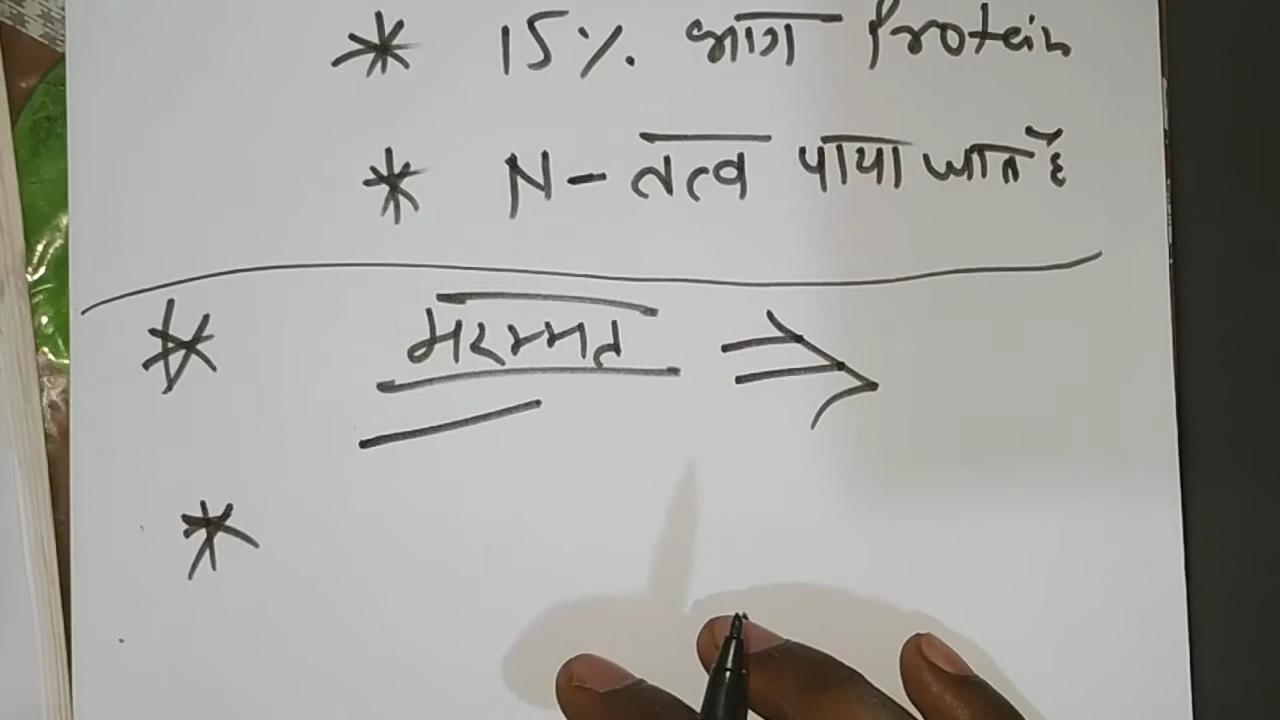 * 15% भाग Protein
* N-तत्व पाया जाता है
* मरम्मत ⇒
*